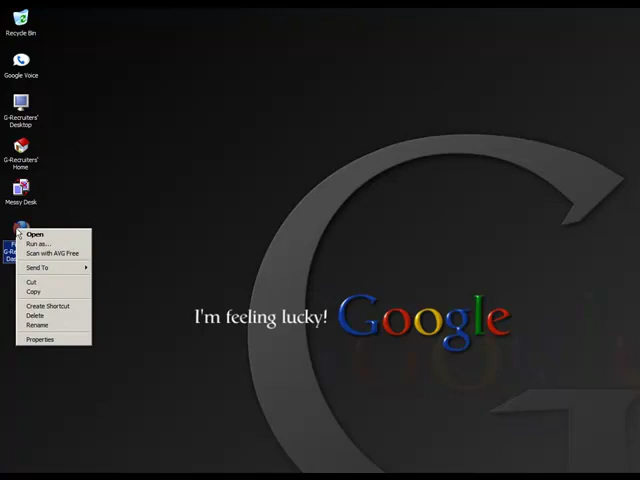 Recycle Bin
Google Voice
G-Recruiters'
Desktop
G-Recruiters'
Home
Messy Desk
Open
Run as...
Scan with AVG Free
Send To
Cut
Copy
Create Shortcut
Delete
Rename
Properties
I'm feeling lucky! Google